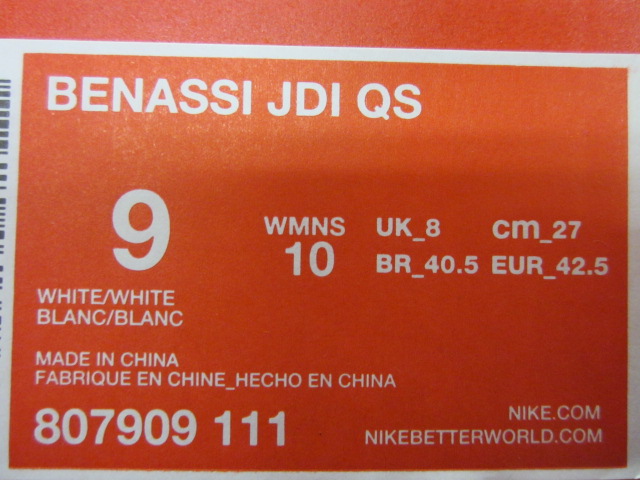 BENASSI JDI QS
9
WMNS
10
UK_8 cm_27
BR_40.5 EUR_42.5
WHITE/WHITE
BLANC/BLANC
MADE IN CHINA
FABRIQUE EN CHINE_HECHO EN CHINA
807909 111
NIKE.COM
NIKEBETTERWORLD.COM